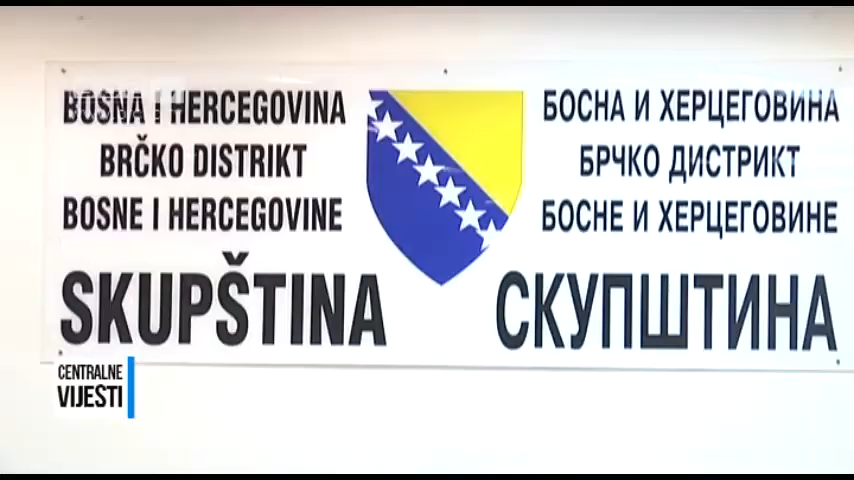 BOSNA I HERCEGOVINA
BRČKO DISTRIKT
BOSNE I HERCEGOVINE
SKUPŠTINA
БОСНА И ХЕРЦЕГОВИНА
БРЧКО ДИСТРИКТ
БОСНЕ И ХЕРЦЕГОВИНЕ
СКУПШТИНА
CENTRALNE
VIJESTI